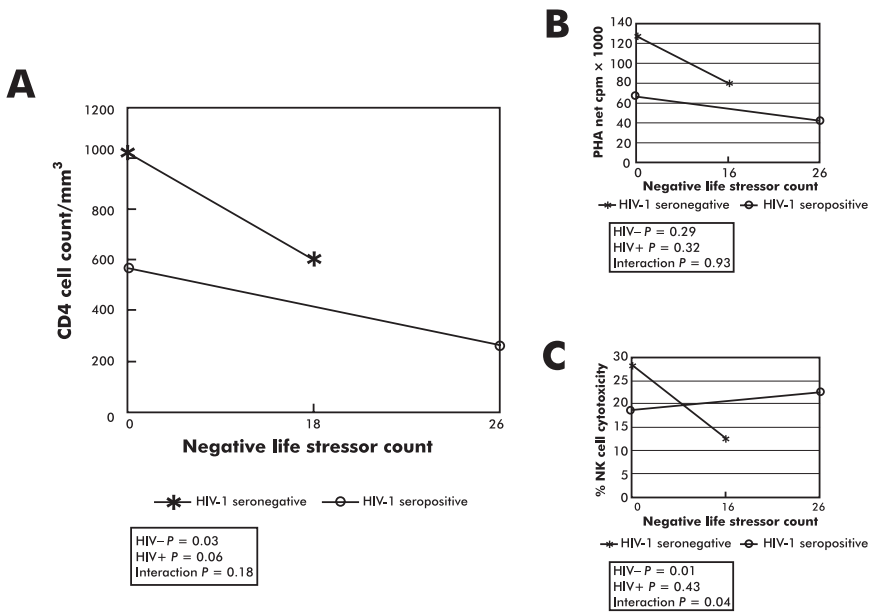 A
1200
1000
800
600
400
200
0
CD4 cell count/mm³
0 18 26
Negative life stressor count
HIV-1 seronegative HIV-1 seropositive
HIV– P = 0.03
HIV+ P = 0.06
Interaction P = 0.18
B
140
120
100
80
60
40
20
0
PHA net cpm × 1000
0 16 26
Negative life stressor count
HIV-1 seronegative HIV-1 seropositive
HIV– P = 0.29
HIV+ P = 0.32
Interaction P = 0.93
C
30
25
20
15
10
5
0
% NK cell cytotoxicity
0 16 26
Negative life stressor count
HIV-1 seronegative HIV-1 seropositive
HIV– P = 0.01
HIV+ P = 0.43
Interaction P = 0.04